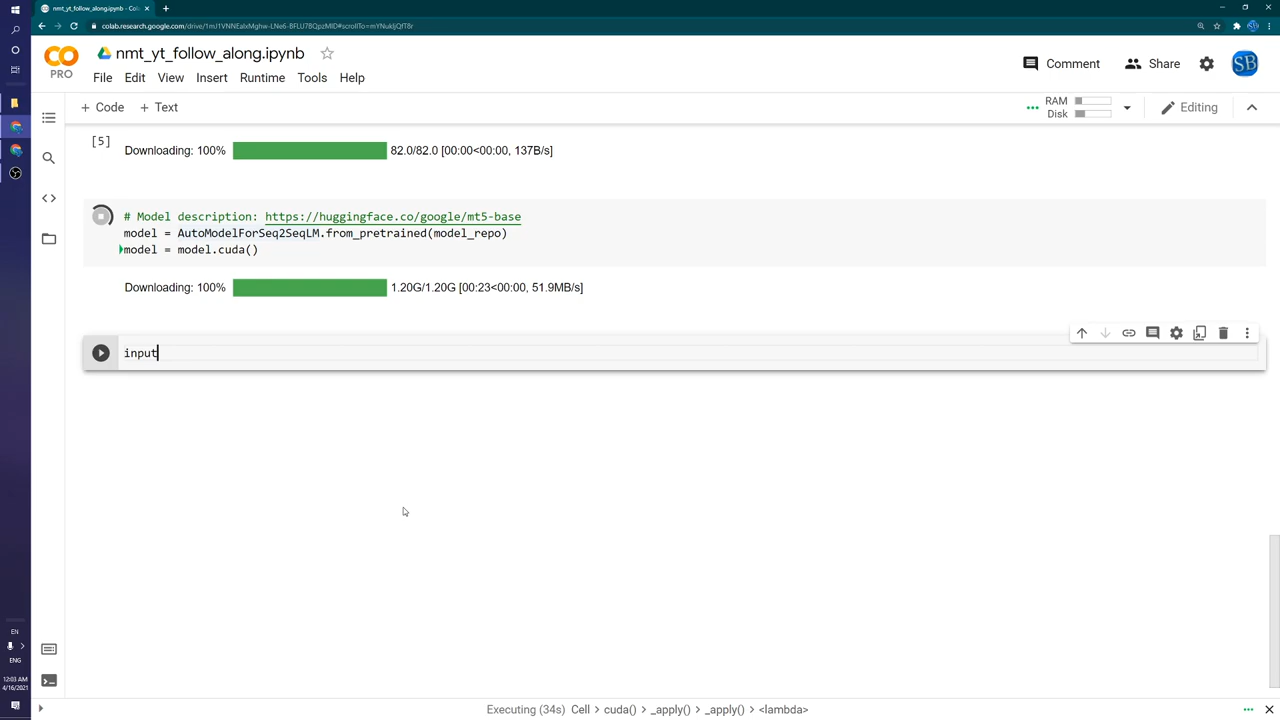 nmt_yt_follow_along.ipynb - Co
colab.research.google.com/drive/1mJ1VNNEaIxMghw-LNe6-BFLU78QpzMlD#scrollTo=mYNukIjQfT8r
CO
PRO
nmt_yt_follow_along.ipynb
Comment
Share
SB
File Edit View Insert Runtime Tools Help
+ Code + Text
RAM
Disk
Editing
[5]
Downloading: 100% 82.0/82.0 [00:00<00:00, 137B/s]
# Model description: https://huggingface.co/google/mt5-base
model = AutoModelForSeq2SeqLM.from_pretrained(model_repo)
model = model.cuda()
Downloading: 100% 1.20G/1.20G [00:23<00:00, 51.9MB/s]
input
EN
ENG
12:03 AM
4/16/2021
Executing (34s) Cell > cuda() > _apply() > _apply() > <lambda>